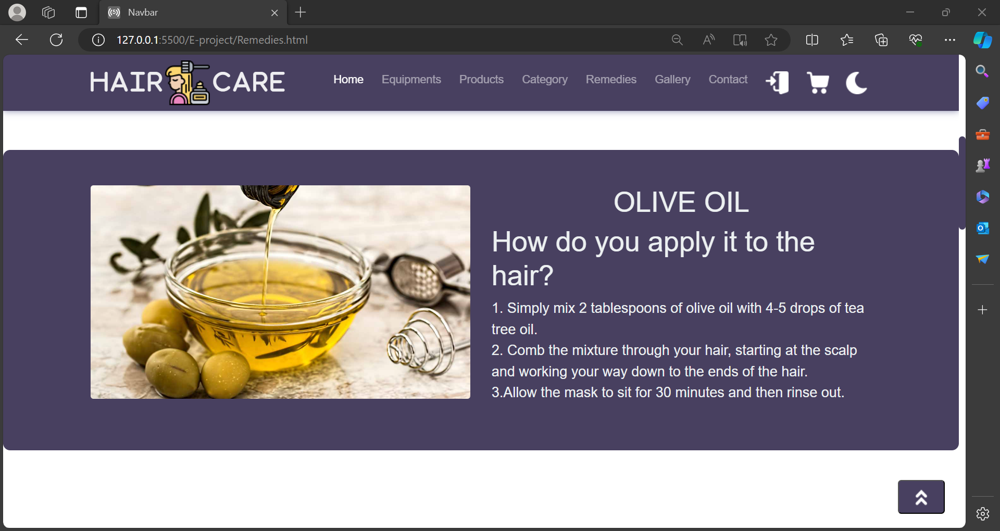 Navbar
127.0.0.1:5500/E-project/Remedies.html
HAIR CARE
Home Equipments Products Category Remedies Gallery Contact
OLIVE OIL
How do you apply it to the
hair?
1. Simply mix 2 tablespoons of olive oil with 4-5 drops of tea
tree oil.
2. Comb the mixture through your hair, starting at the scalp
and working your way down to the ends of the hair.
3.Allow the mask to sit for 30 minutes and then rinse out.